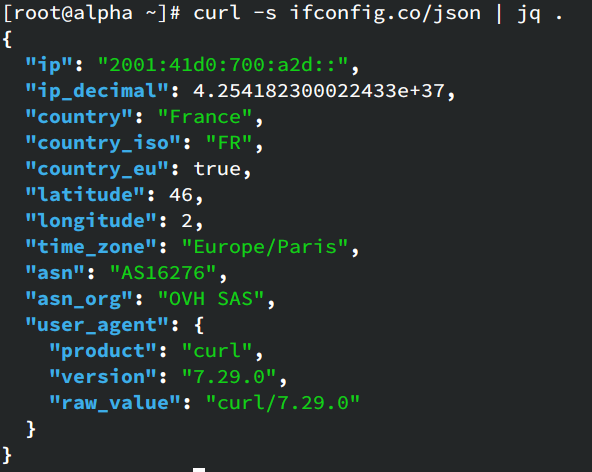 [root@alpha ~]# curl -s ifconfig.co/json | jq .
{
  "ip": "2001:41d0:700:a2d::",
  "ip_decimal": 4.254182300022433e+37,
  "country": "France",
  "country_iso": "FR",
  "country_eu": true,
  "latitude": 46,
  "longitude": 2,
  "time_zone": "Europe/Paris",
  "asn": "AS16276",
  "asn_org": "OVH SAS",
  "user_agent": {
    "product": "curl",
    "version": "7.29.0",
    "raw_value": "curl/7.29.0"
  }
}